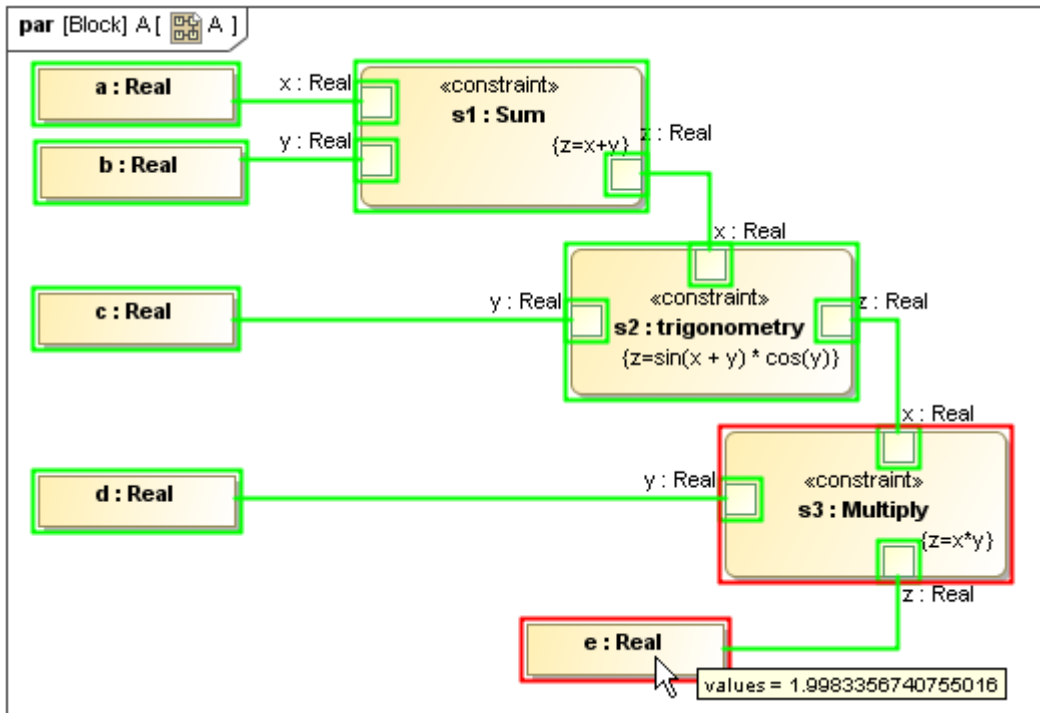 par [Block] A [ A ]
a : Real
x : Real
«constraint»
s1 : Sum
b : Real
y : Real
{z=x+y}
z : Real
x : Real
c : Real
y : Real
«constraint»
z : Real
s2 : trigonometry
{z=sin(x + y) * cos(y)}
x : Real
d : Real
y : Real
«constraint»
s3 : Multiply
{z=x*y}
z : Real
e : Real
values = 1.9983356740755016